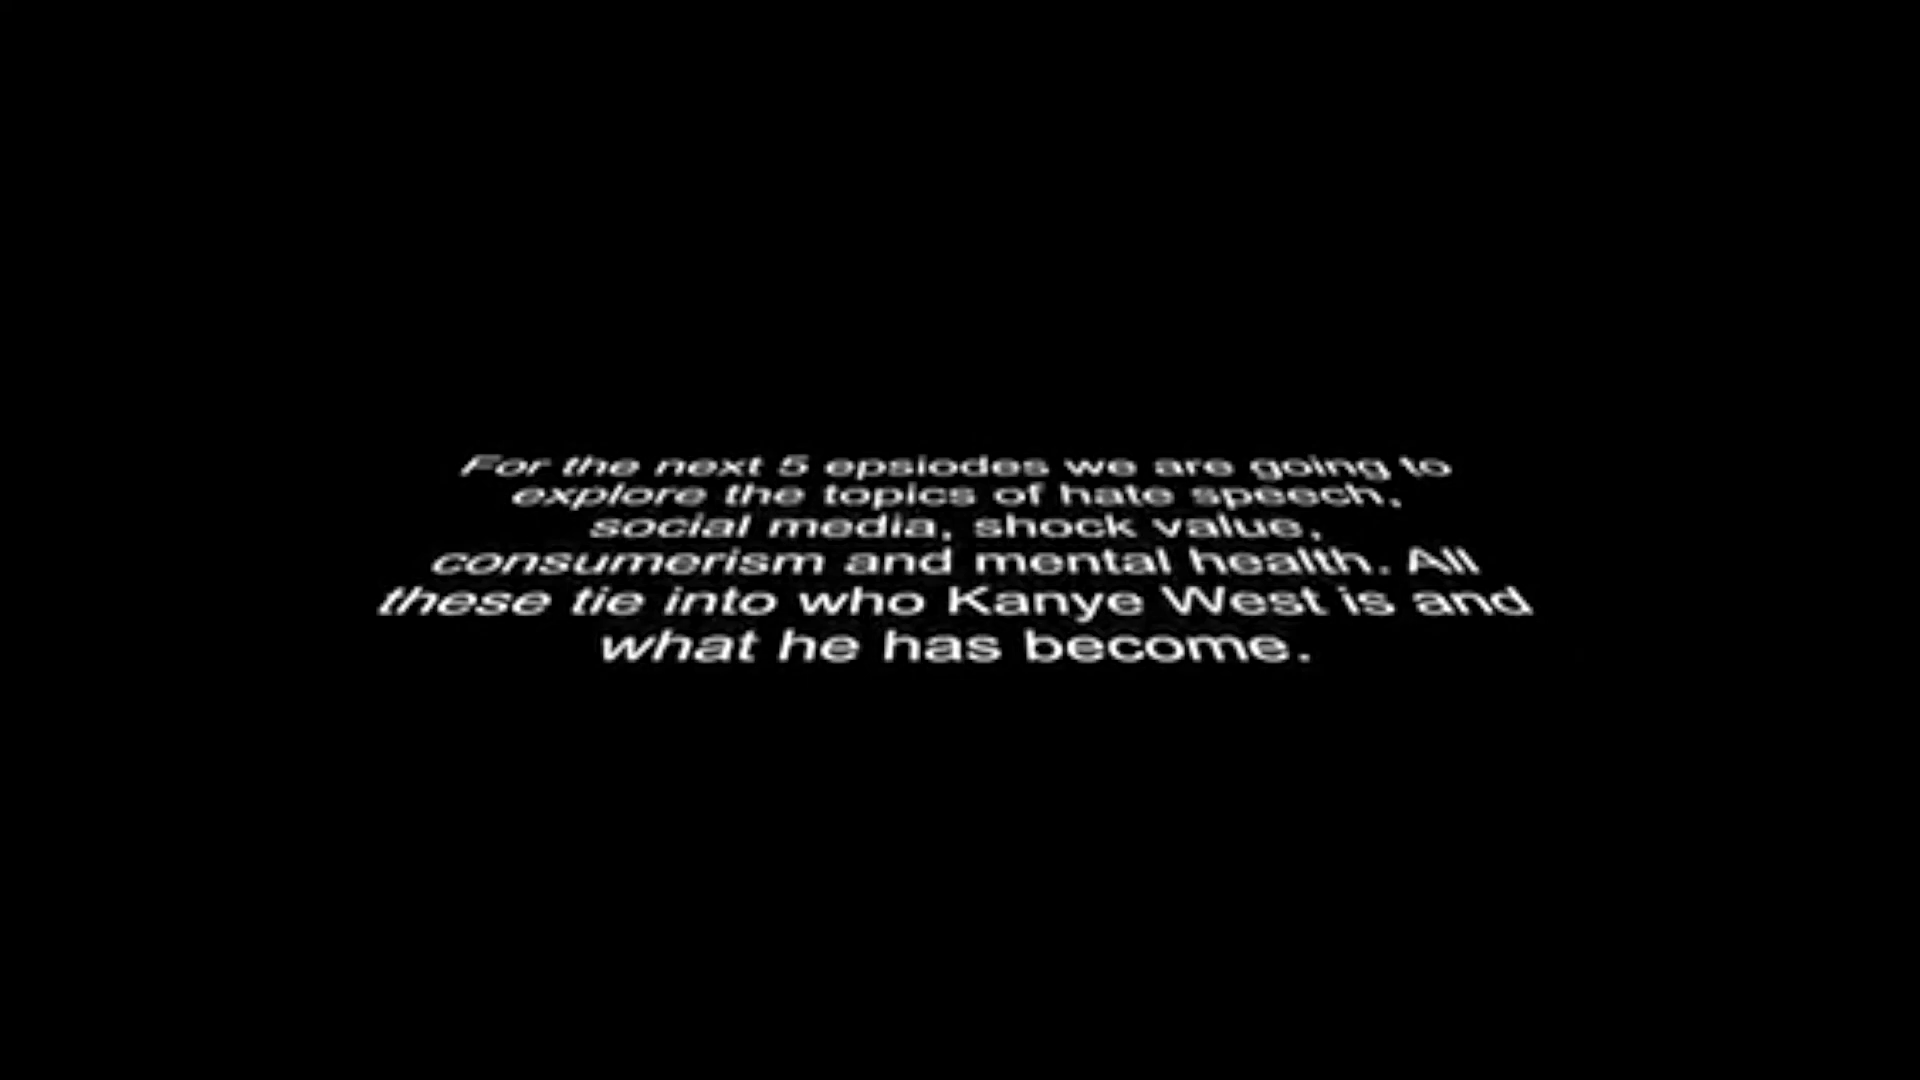 For the next 5 epsiodes we are going to
explore the topics of hate speech,
social media, shock value,
consumerism and mental health. All
these tie into who Kanye West is and
what he has become.